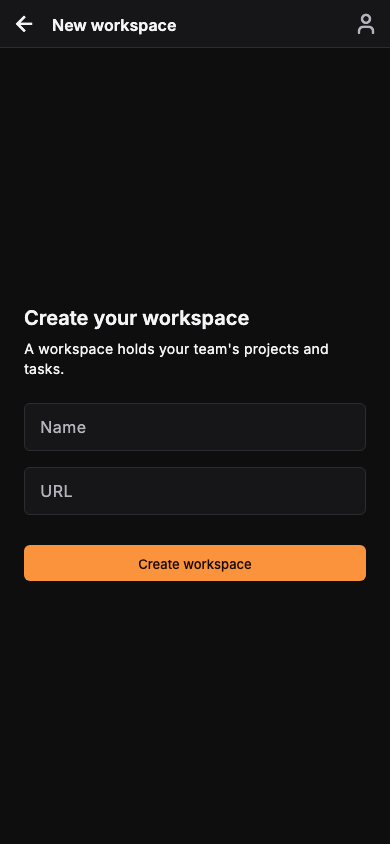 New workspace
Create your workspace
A workspace holds your team's projects and
tasks.
Name
URL
Create workspace